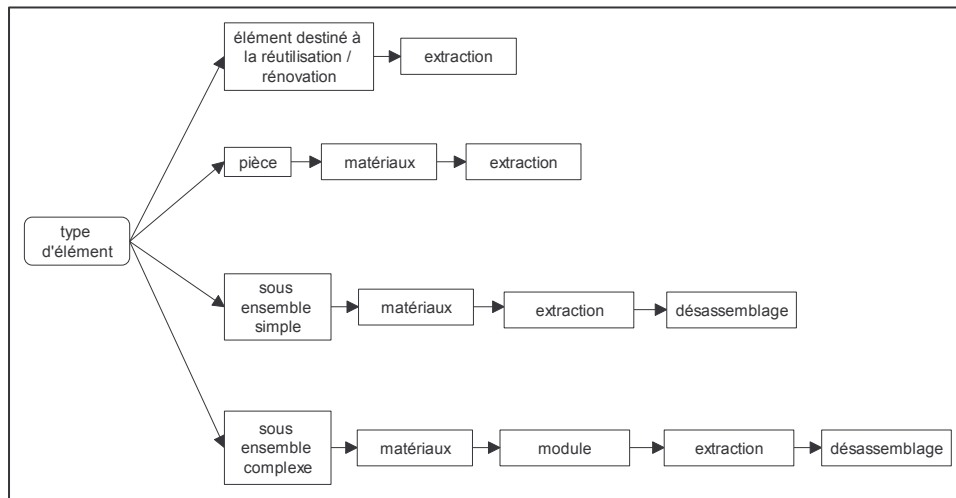 élément destiné à
la réutilisation /
rénovation
extraction
pièce
matériaux
extraction
type
d'élément
sous
ensemble
simple
matériaux
extraction
désassemblage
sous
ensemble
complexe
matériaux
module
extraction
désassemblage